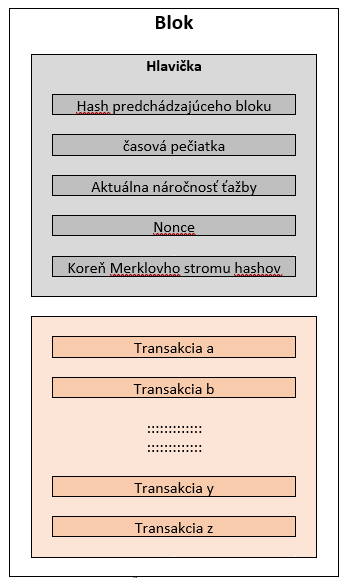 Blok
Hlavička
Hash predchádzajúceho bloku
časová pečiatka
Aktuálna náročnosť ťažby
Nonce
Koreň Merklovho stromu hashov
Transakcia a
Transakcia b
:::::::::::::
:::::::::::::
Transakcia y
Transakcia z